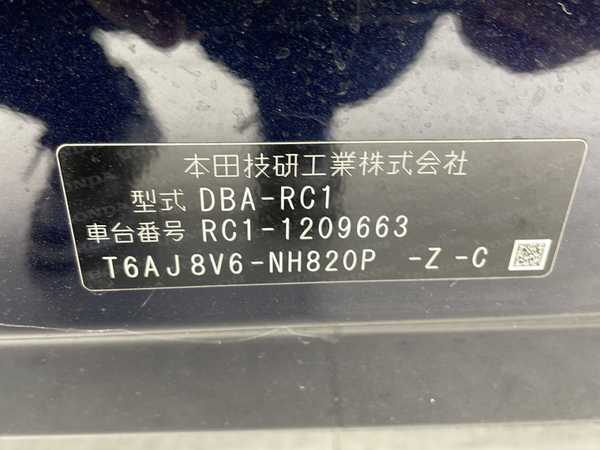 本田技研工業株式会社
型式 DBA-RC1
車台番号 RC1-1209663
T6AJ8V6-NH820P -Z -C